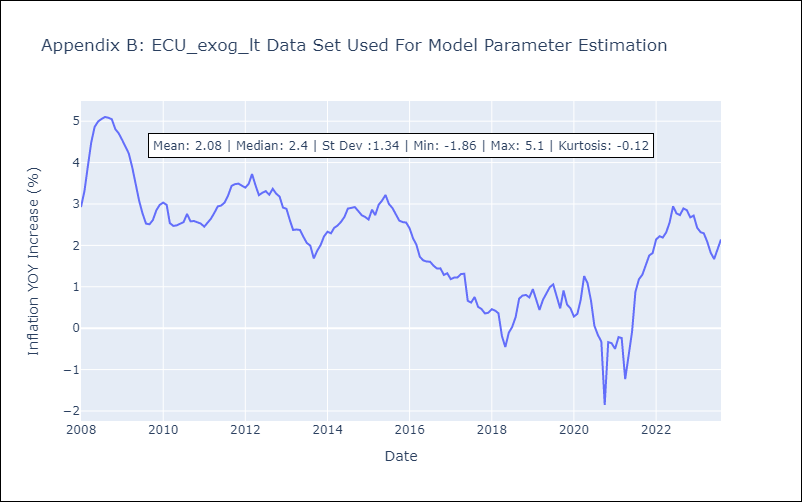 Appendix B: ECU_exog_lt Data Set Used For Model Parameter Estimation
Mean: 2.08 | Median: 2.4 | St Dev :1.34 | Min: -1.86 | Max: 5.1 | Kurtosis: -0.12
Inflation YOY Increase (%)
5
4
3
2
1
0
−1
−2
2008 2010 2012 2014 2016 2018 2020 2022
Date